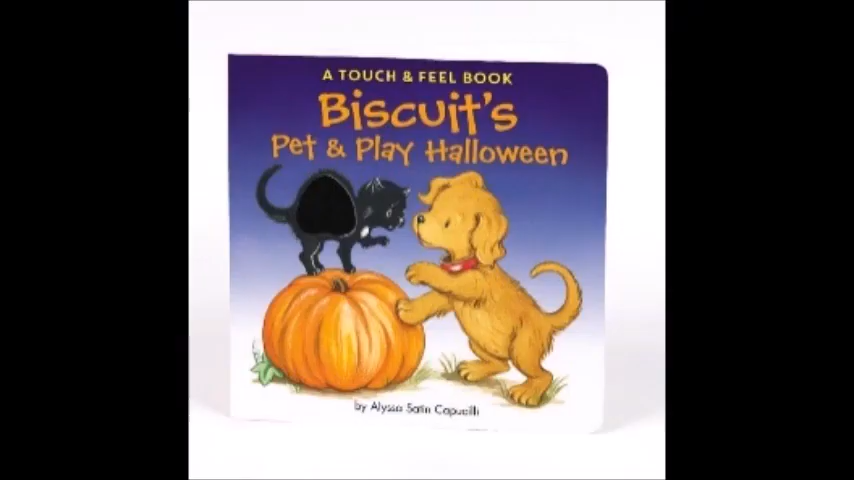 A TOUCH & FEEL BOOK
Biscuit's
Pet & Play Halloween
by Alyssa Satin Capucilli